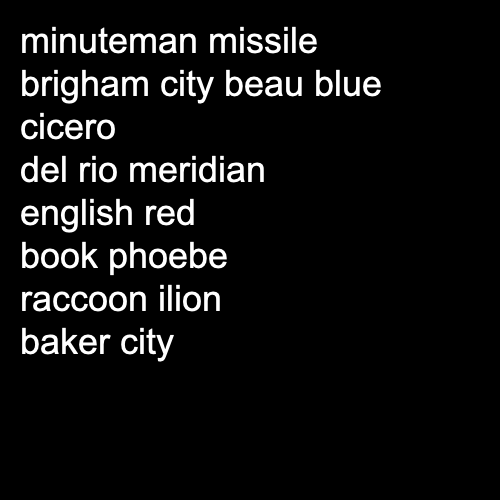 minuteman missile
brigham city beau blue
cicero
del rio meridian
english red
book phoebe
raccoon ilion
baker city